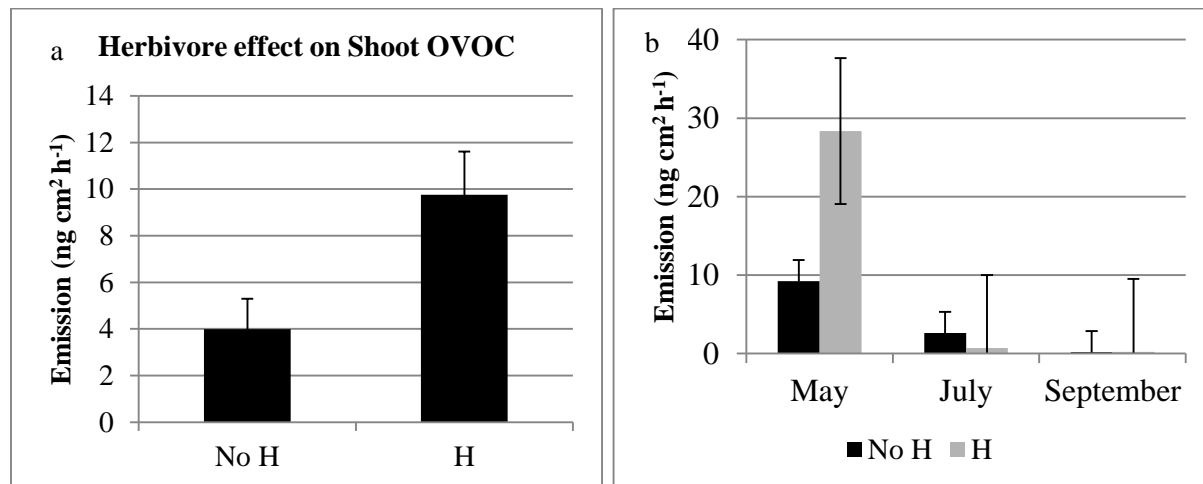 a Herbivore effect on Shoot OVOC
Emission (ng cm² h⁻¹)
14
12
10
8
6
4
2
0
No H H
b
Emission (ng cm² h⁻¹)
40
30
20
10
0
May July September
No H H